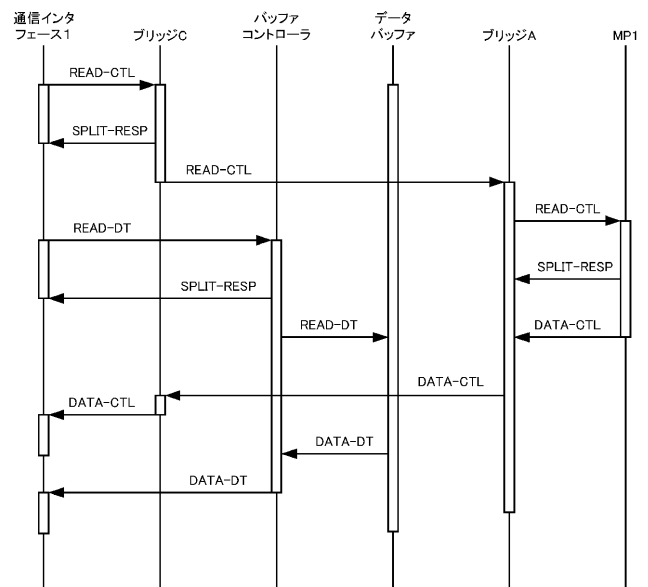 通信インタ
フェース1
ブリッジC
バッファ
コントローラ
データ
バッファ
ブリッジA
MP1
READ-CTL
SPLIT-RESP
READ-CTL
READ-CTL
READ-DT
SPLIT-RESP
SPLIT-RESP
READ-DT
DATA-CTL
DATA-CTL
DATA-CTL
DATA-DT
DATA-DT